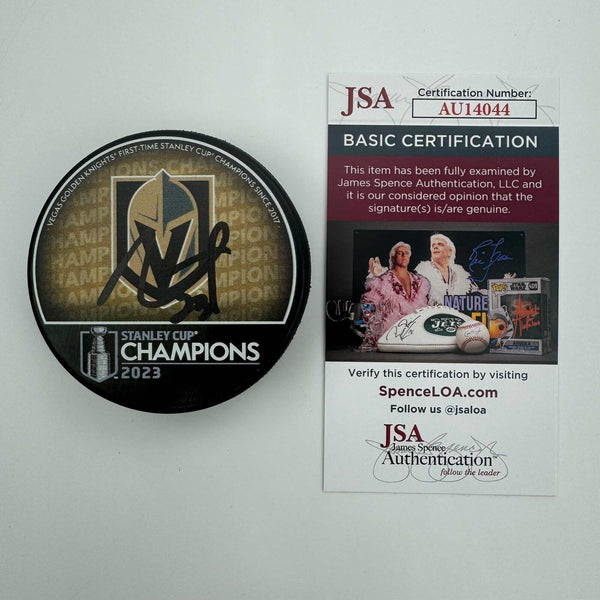 VEGAS GOLDEN KNIGHTS' FIRST-TIME STANLEY CUP® CHAMPIONS SINCE 2017.
STANLEY CUP®
CHAMPIONS
2023
JSA
Certification Number:
AU14044
BASIC CERTIFICATION
This item has been fully examined by
James Spence Authentication, LLC and
it is our considered opinion that the
signature(s) is/are genuine.
NATURE
JETS
Verify this certification by visiting
SpenceLOA.com
Follow us @jsaloa
JSA
James Spence
Authentication™
follow the leader